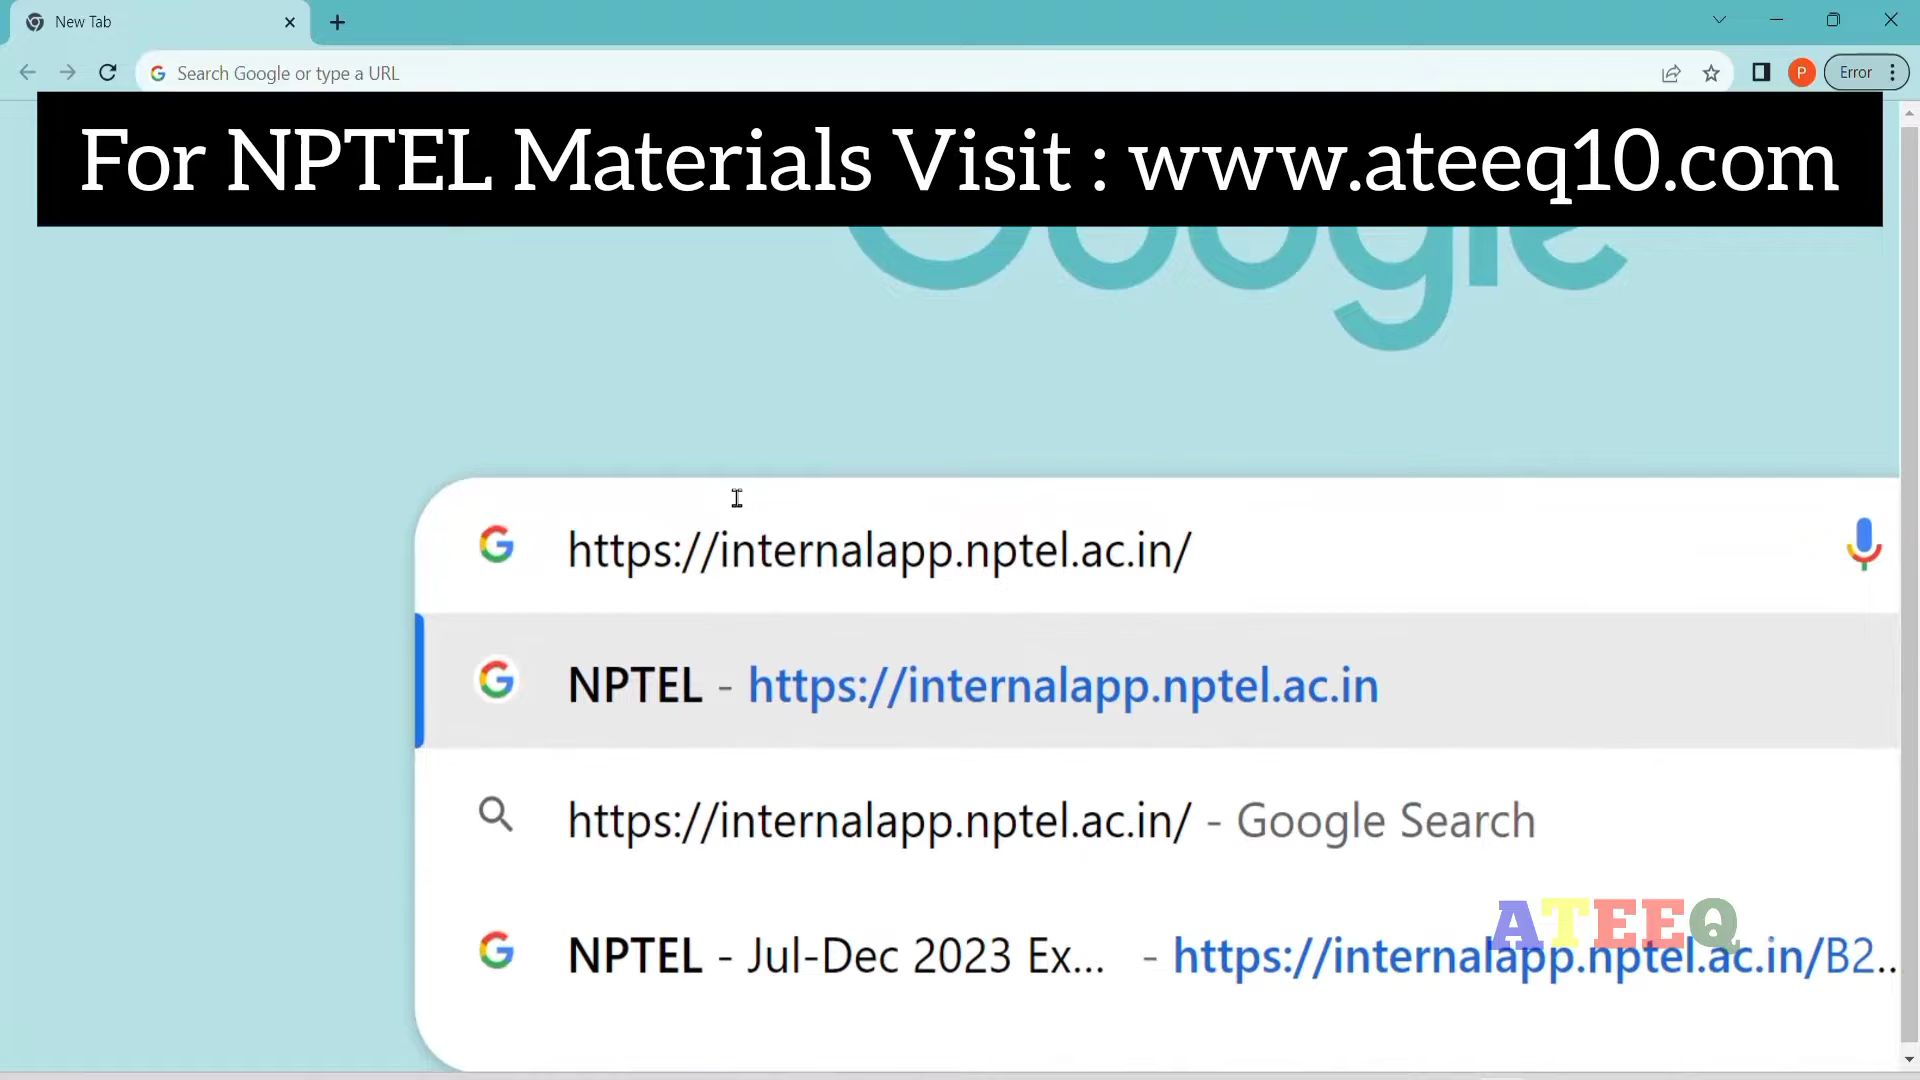 New Tab
Search Google or type a URL
P
Error
For NPTEL Materials Visit : www.ateeq10.com
Google
https://internalapp.nptel.ac.in/
NPTEL - https://internalapp.nptel.ac.in
https://internalapp.nptel.ac.in/ - Google Search
ATEEQ
NPTEL - Jul-Dec 2023 Ex... - https://internalapp.nptel.ac.in/B2...